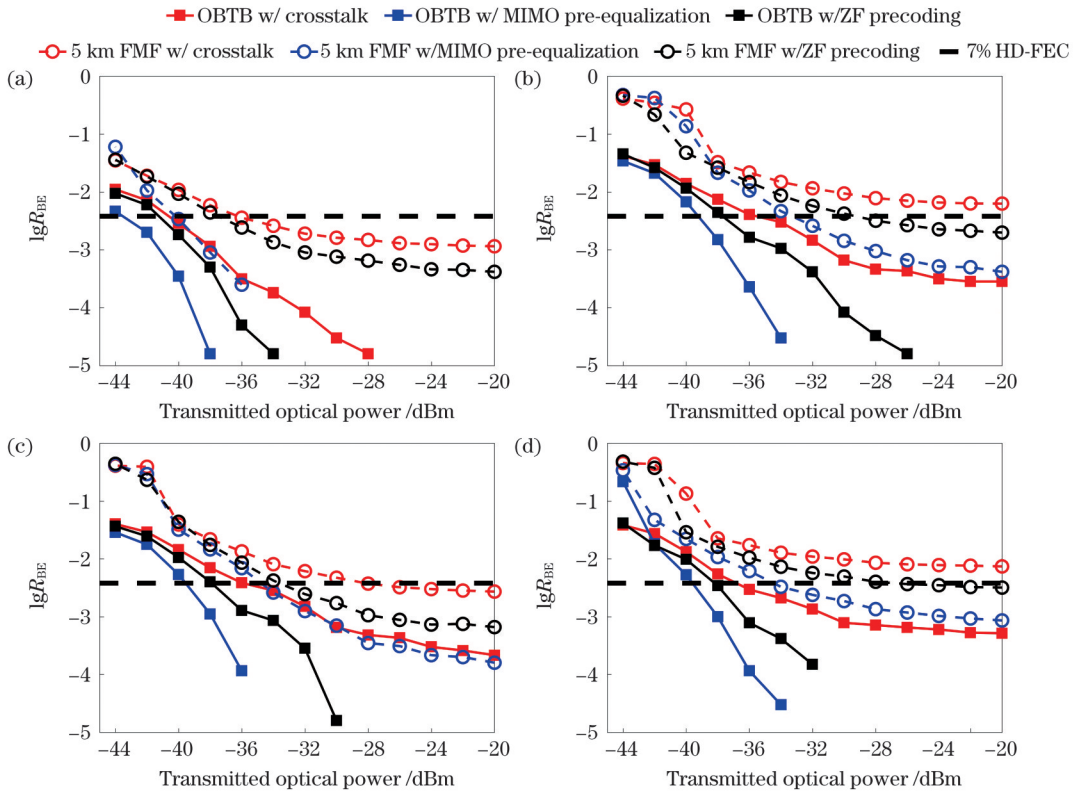 OBTB w/ crosstalk OBTB w/ MIMO pre-equalization OBTB w/ZF precoding
5 km FMF w/ crosstalk 5 km FMF w/MIMO pre-equalization 5 km FMF w/ZF precoding 7% HD-FEC
(a)
0
−1
−2
−3
−4
−5
lgR_BE
−44 −40 −36 −32 −28 −24 −20
Transmitted optical power /dBm
(b)
0
−1
−2
−3
−4
−5
lgR_BE
−44 −40 −36 −32 −28 −24 −20
Transmitted optical power /dBm
(c)
0
−1
−2
−3
−4
−5
lgR_BE
−44 −40 −36 −32 −28 −24 −20
Transmitted optical power /dBm
(d)
0
−1
−2
−3
−4
−5
lgR_BE
−44 −40 −36 −32 −28 −24 −20
Transmitted optical power /dBm